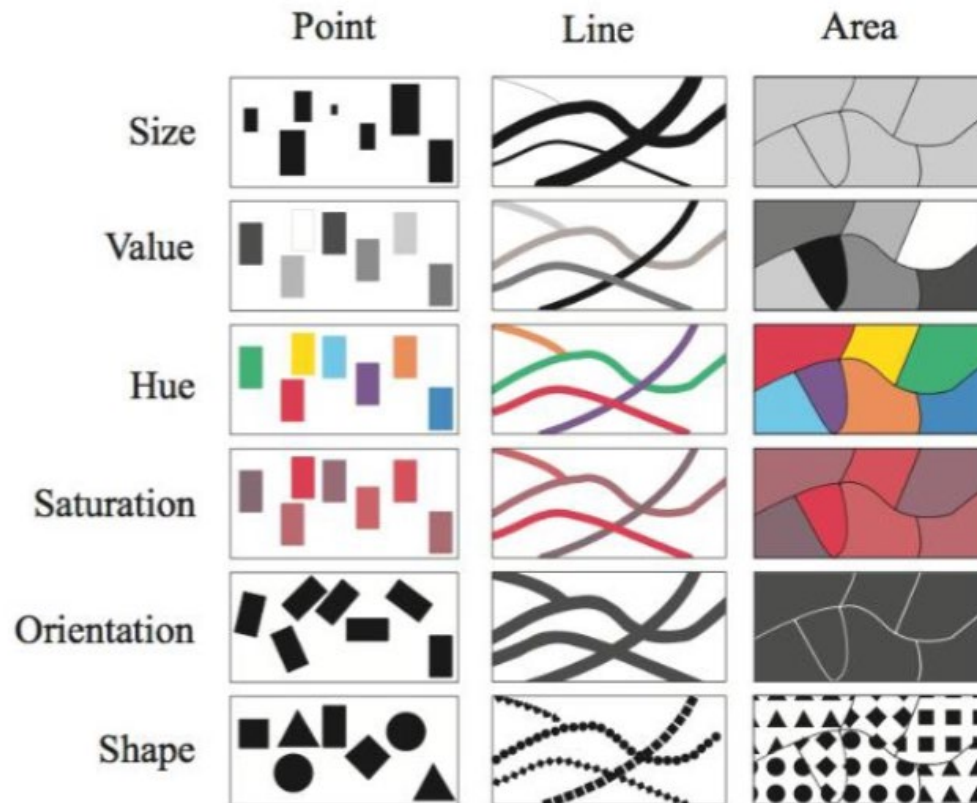 Point Line Area
Size
Value
Hue
Saturation
Orientation
Shape